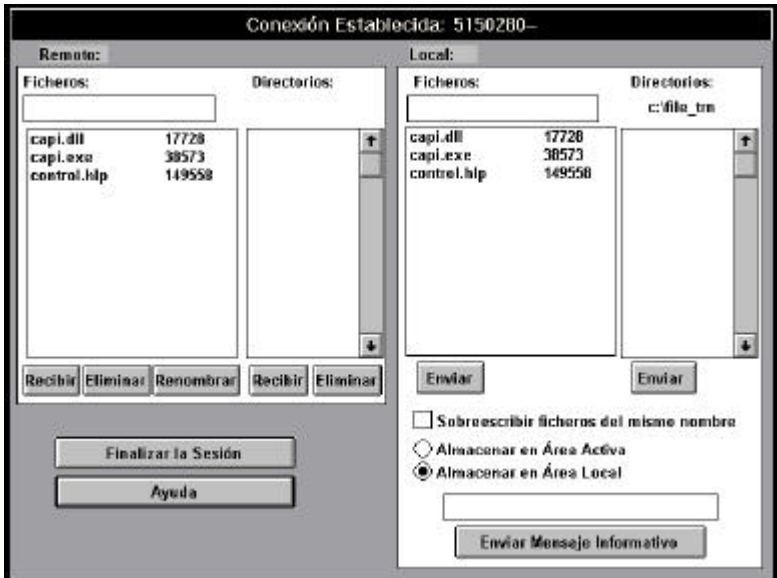 Conexión Establecida: 5150280--
Remoto:
Ficheros:
Directorios:
capi.dll 17728
capi.exe 38573
control.hlp 149558
Recibir Eliminar Renombrar Recibir Eliminar
Finalizar la Sesión
Ayuda
Local:
Ficheros:
Directorios:
c:\file_trn
capi.dll 17728
capi.exe 38573
control.hlp 149558
Enviar Enviar
Sobreescribir ficheros del mismo nombre
Almacenar en Área Activa
Almacenar en Área Local
Enviar Mensaje Informativo